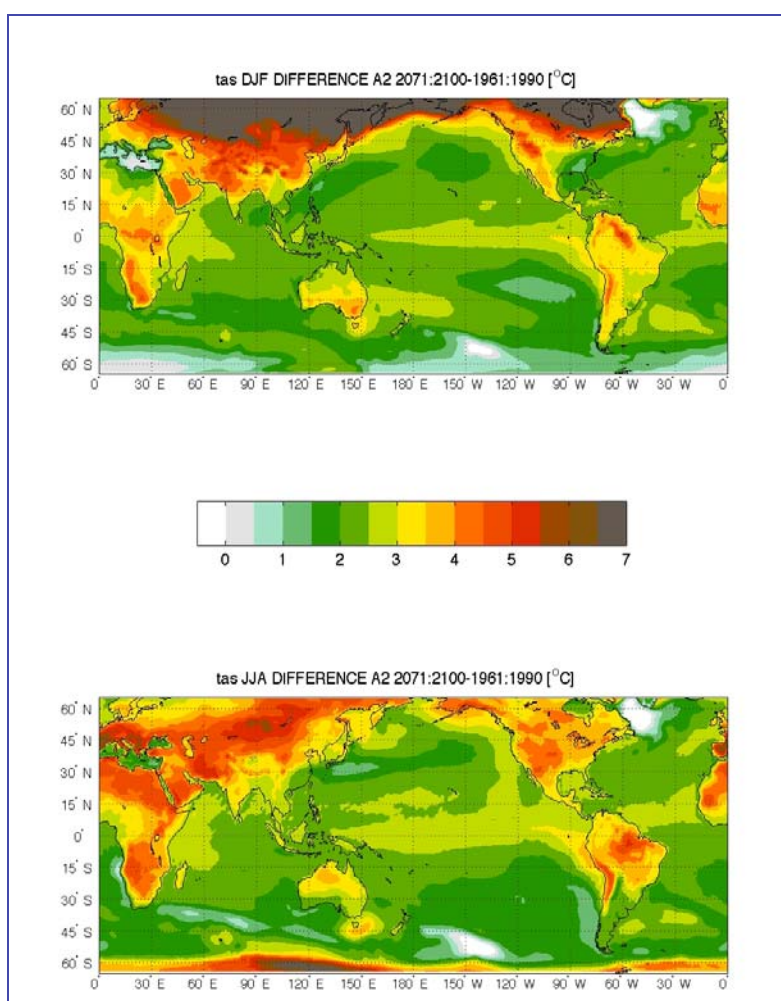 tas DJF DIFFERENCE A2 2071:2100-1961:1990 [°C]
60° N
45° N
30° N
15° N
0°
15° S
30° S
45° S
60° S
0° 30° E 60° E 90° E 120° E 150° E 180° E 150° W 120° W 90° W 60° W 30° W 0°
0 1 2 3 4 5 6 7
tas JJA DIFFERENCE A2 2071:2100-1961:1990 [°C]
60° N
45° N
30° N
15° N
0°
15° S
30° S
45° S
60° S
0° 30° E 60° E 90° E 120° E 150° E 180° E 150° W 120° W 90° W 60° W 30° W 0°